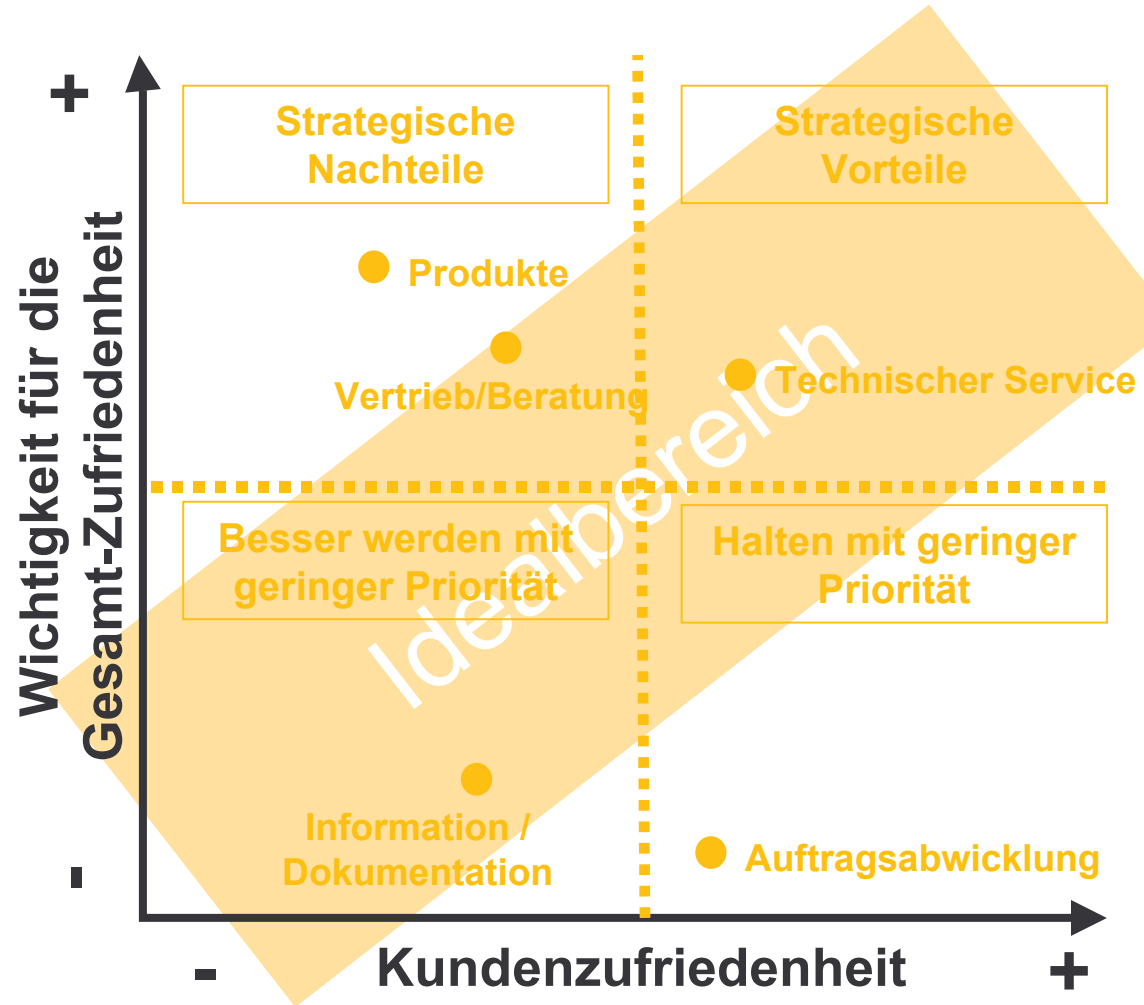 +
Wichtigkeit für die
Gesamt-Zufriedenheit
-
Strategische
Nachteile
Strategische
Vorteile
Produkte
Vertrieb/Beratung
Technischer Service
Idealbereich
Besser werden mit
geringer Priorität
Halten mit geringer
Priorität
Information /
Dokumentation
Auftragsabwicklung
-
Kundenzufriedenheit
+